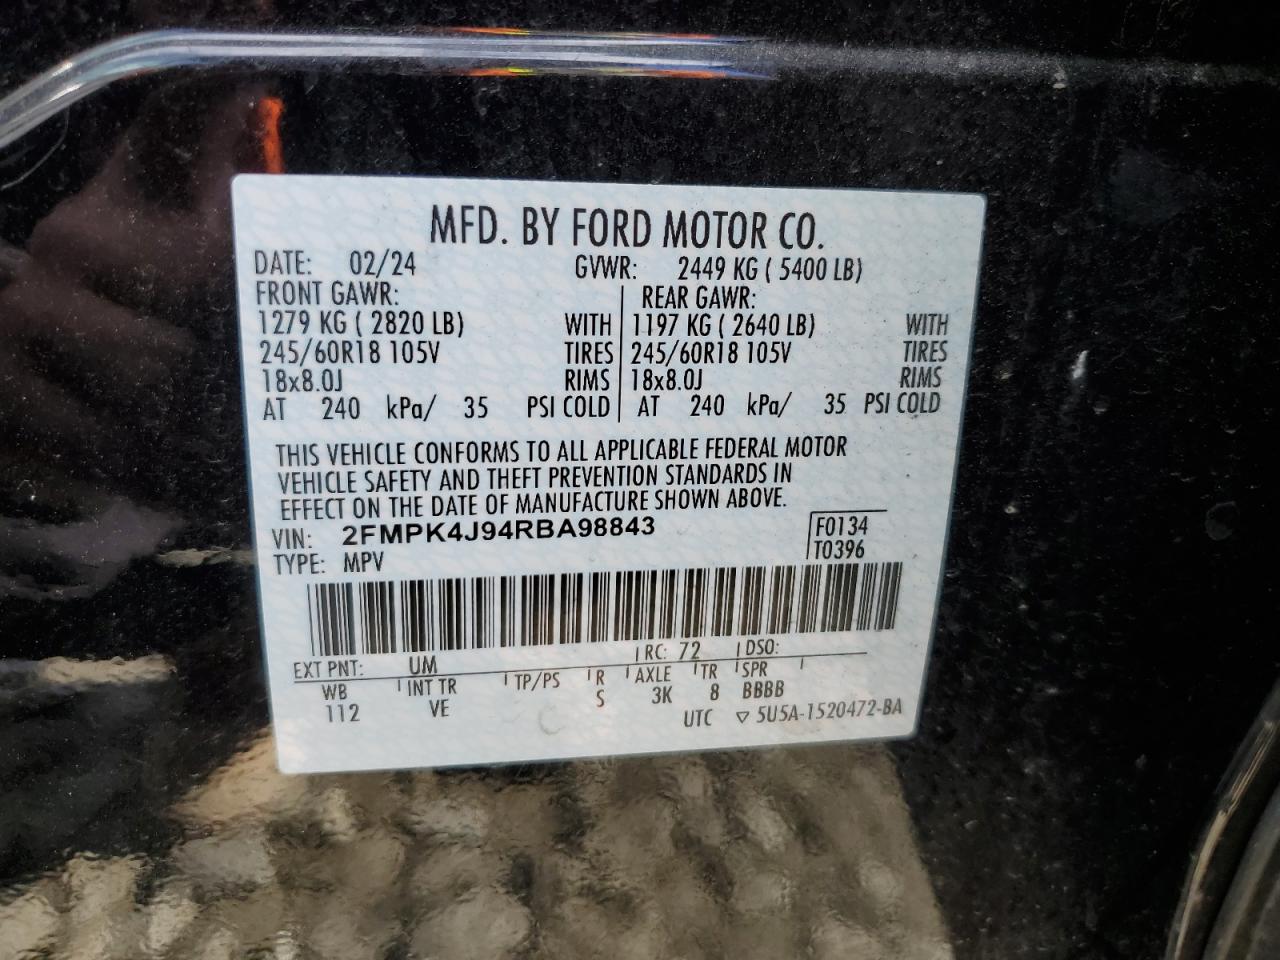 MFD. BY FORD MOTOR CO.
DATE: 02/24 GVWR: 2449 KG ( 5400 LB)
FRONT GAWR: REAR GAWR:
1279 KG ( 2820 LB) WITH 1197 KG ( 2640 LB) WITH
245/60R18 105V TIRES 245/60R18 105V TIRES
18x8.0J RIMS 18x8.0J RIMS
AT 240 kPa/ 35 PSI COLD AT 240 kPa/ 35 PSI COLD
THIS VEHICLE CONFORMS TO ALL APPLICABLE FEDERAL MOTOR
VEHICLE SAFETY AND THEFT PREVENTION STANDARDS IN
EFFECT ON THE DATE OF MANUFACTURE SHOWN ABOVE.
VIN: 2FMPK4J94RBA98843 F0134
TYPE: MPV T0396
EXT PNT: UM RC: 72 DSO:
WB INT TR TP/PS R AXLE TR SPR
112 VE S 3K 8 BBBB
UTC ▽ 5U5A-1520472-BA